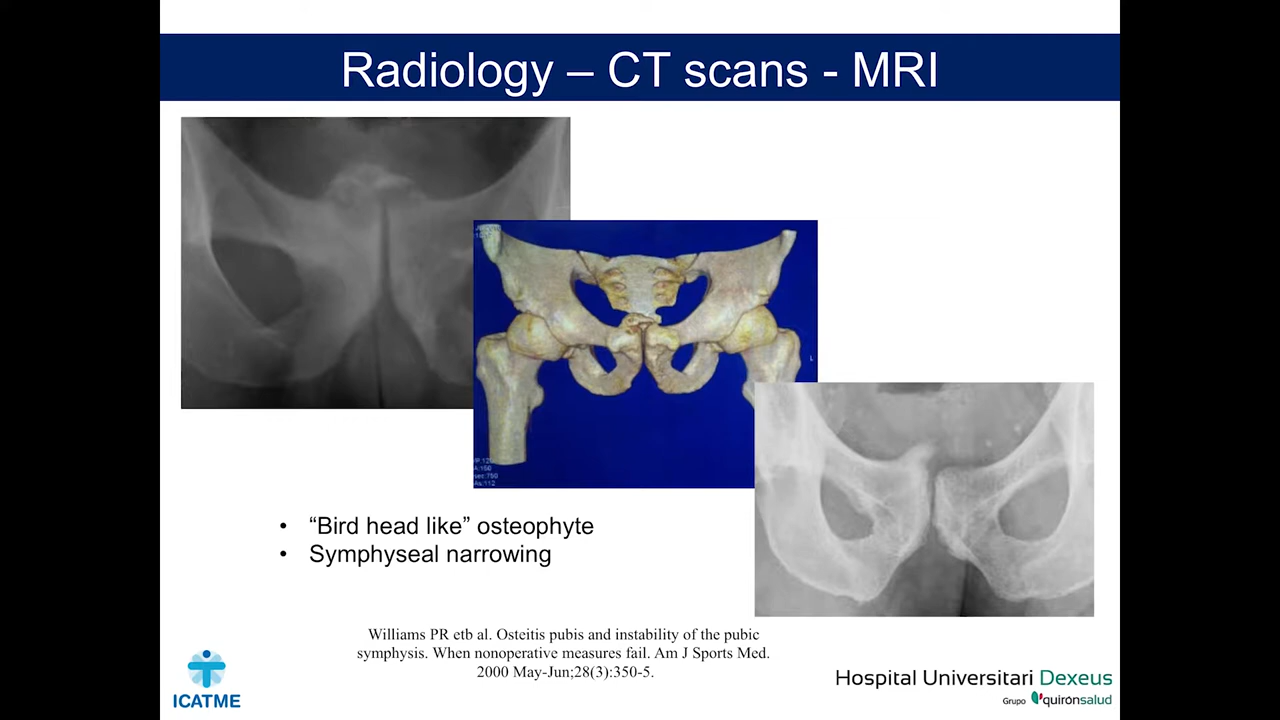 Radiology – CT scans - MRI
• “Bird head like” osteophyte
• Symphyseal narrowing
Williams PR etb al. Osteitis pubis and instability of the pubic
symphysis. When nonoperative measures fail. Am J Sports Med.
2000 May-Jun;28(3):350-5.
ICATME
Hospital Universitari Dexeus
Grupo quirónsalud
L